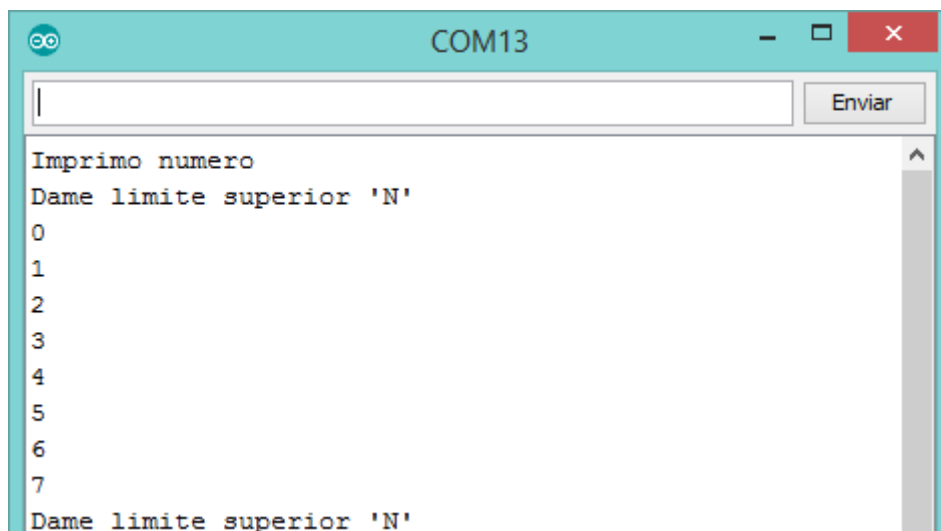 COM13
Enviar
Imprimo numero
Dame limite superior 'N'
0
1
2
3
4
5
6
7
Dame limite superior 'N'